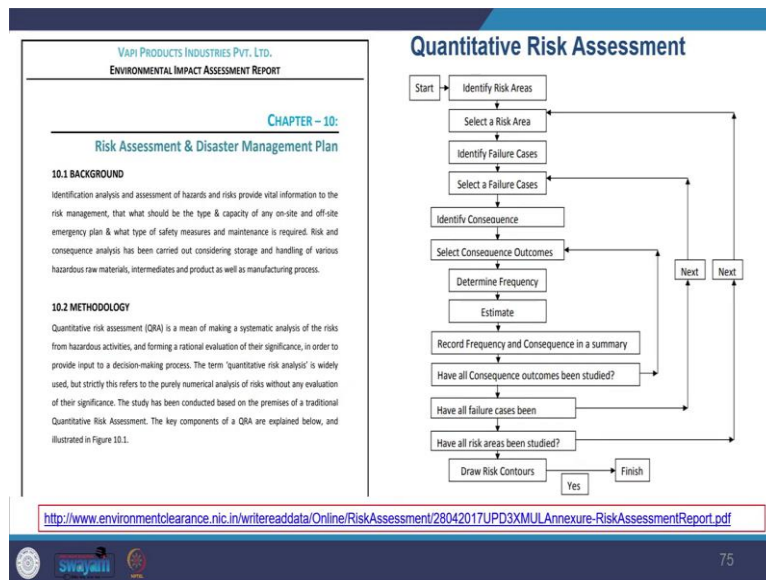 VAPI PRODUCTS INDUSTRIES PVT. LTD.
ENVIRONMENTAL IMPACT ASSESSMENT REPORT
CHAPTER – 10:
Risk Assessment & Disaster Management Plan
10.1 BACKGROUND
Identification analysis and assessment of hazards and risks provide vital information to the
risk management, that what should be the type & capacity of any on-site and off-site
emergency plan & what type of safety measures and maintenance is required. Risk and
consequence analysis has been carried out considering storage and handling of various
hazardous raw materials, intermediates and product as well as manufacturing process.
10.2 METHODOLOGY
Quantitative risk assessment (QRA) is a mean of making a systematic analysis of the risks
from hazardous activities, and forming a rational evaluation of their significance, in order to
provide input to a decision-making process. The term 'quantitative risk analysis' is widely
used, but strictly this refers to the purely numerical analysis of risks without any evaluation
of their significance. The study has been conducted based on the premises of a traditional
Quantitative Risk Assessment. The key components of a QRA are explained below, and
illustrated in Figure 10.1.
Quantitative Risk Assessment
Start
Identify Risk Areas
Select a Risk Area
Identify Failure Cases
Select a Failure Cases
Identify Consequence
Select Consequence Outcomes
Determine Frequency
Next
Next
Estimate
Record Frequency and Consequence in a summary
Have all Consequence outcomes been studied?
Have all failure cases been
Have all risk areas been studied?
Draw Risk Contours
Finish
Yes
http://www.environmentclearance.nic.in/writereaddata/Online/RiskAssessment/28042017UPD3XMULAnnexure-RiskAssessmentReport.pdf
swayam
75